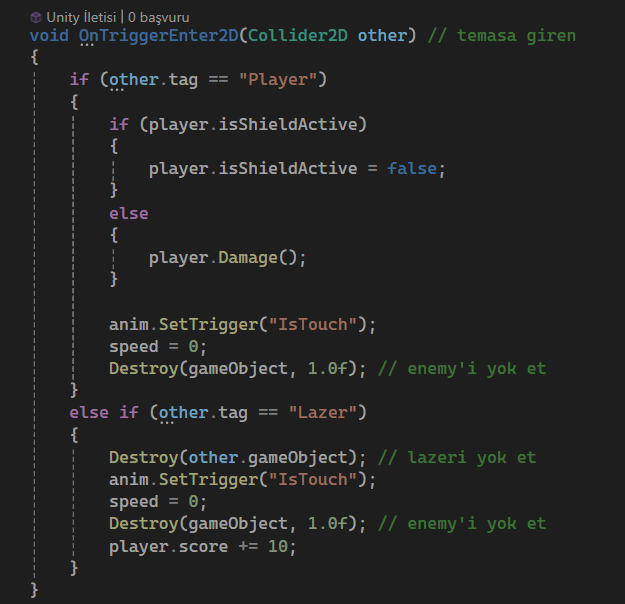 Unity İletisi | 0 başvuru
void OnTriggerEnter2D(Collider2D other) // temasa giren
{
if (other.tag == "Player")
{
if (player.isShieldActive)
{
player.isShieldActive = false;
}
else
{
player.Damage();
}
anim.SetTrigger("IsTouch");
speed = 0;
Destroy(gameObject, 1.0f); // enemy'i yok et
}
else if (other.tag == "Lazer")
{
Destroy(other.gameObject); // lazeri yok et
anim.SetTrigger("IsTouch");
speed = 0;
Destroy(gameObject, 1.0f); // enemy'i yok et
player.score += 10;
}
}